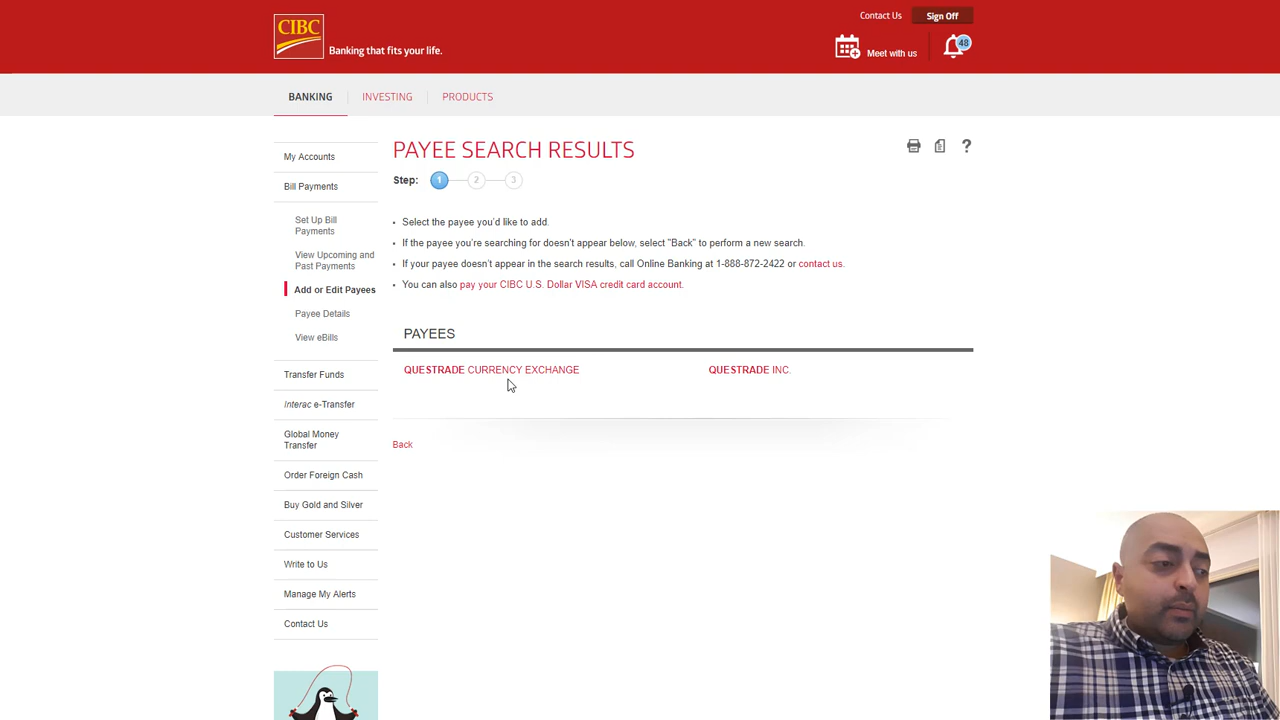 Contact Us
Sign Off
CIBC
Banking that fits your life.
Meet with us
48
BANKING
INVESTING
PRODUCTS
My Accounts
Bill Payments
Set Up Bill
Payments
View Upcoming and
Past Payments
Add or Edit Payees
Payee Details
View eBills
Transfer Funds
Interac e-Transfer
Global Money
Transfer
Order Foreign Cash
Buy Gold and Silver
Customer Services
Write to Us
Manage My Alerts
Contact Us
PAYEE SEARCH RESULTS
?
Step: 1 2 3
• Select the payee you'd like to add.
• If the payee you're searching for doesn't appear below, select "Back" to perform a new search.
• If your payee doesn't appear in the search results, call Online Banking at 1-888-872-2422 or contact us.
• You can also pay your CIBC U.S. Dollar VISA credit card account.
PAYEES
QUESTRADE CURRENCY EXCHANGE
QUESTRADE INC.
Back